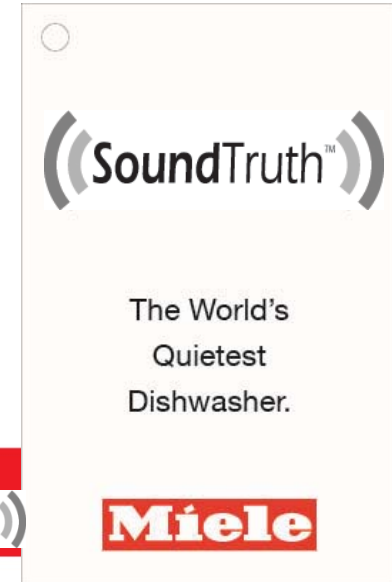 SoundTruth™
The World's
Quietest
Dishwasher.
Miele